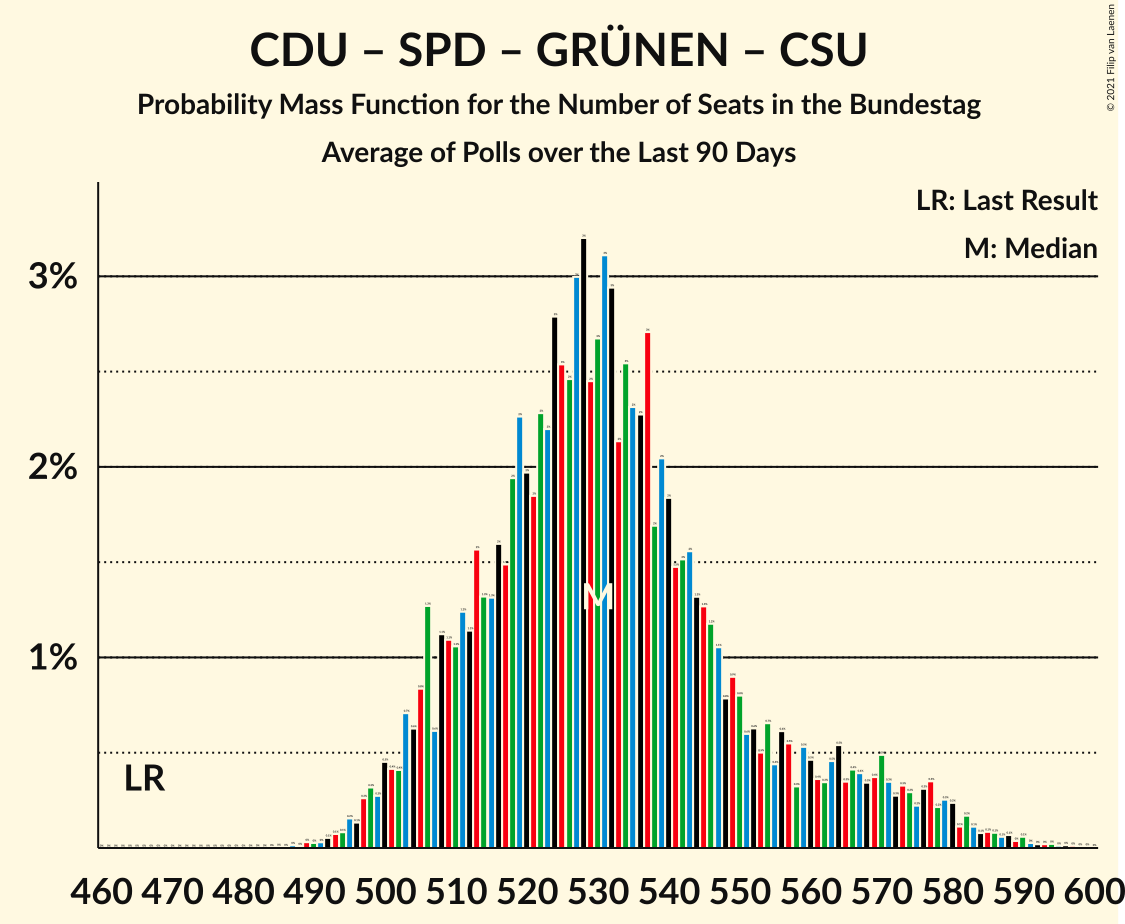 CDU – SPD – GRÜNEN – CSU
Probability Mass Function for the Number of Seats in the Bundestag
Average of Polls over the Last 90 Days
© 2021 Filip van Laenen
LR: Last Result
M: Median
3%
2%
1%
LR
M
460 470 480 490 500 510 520 530 540 550 560 570 580 590 600